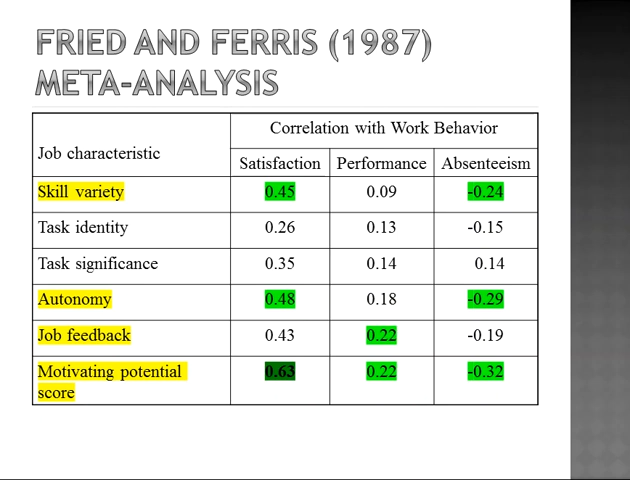 FRIED AND FERRIS (1987)
META-ANALYSIS
Job characteristic
Correlation with Work Behavior
Satisfaction Performance Absenteeism
Skill variety 0.45 0.09 -0.24
Task identity 0.26 0.13 -0.15
Task significance 0.35 0.14 0.14
Autonomy 0.48 0.18 -0.29
Job feedback 0.43 0.22 -0.19
Motivating potential 0.63 0.22 -0.32
score